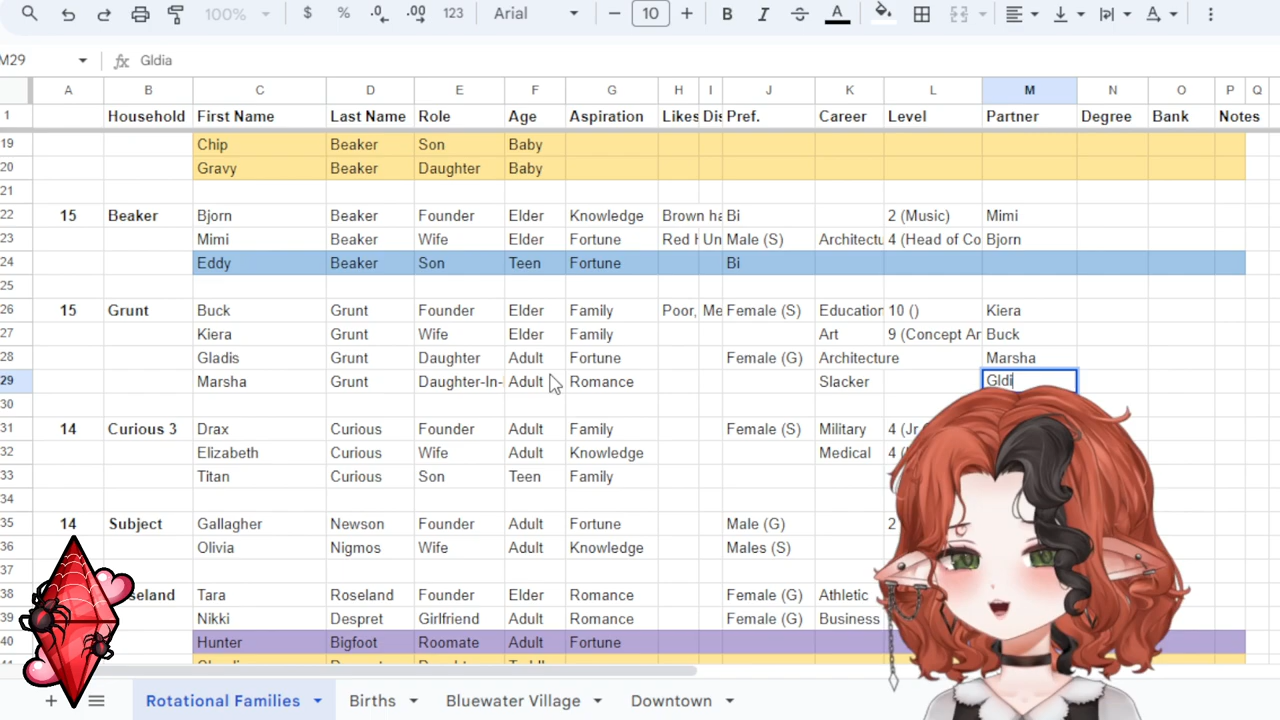 100% $ % .0 .00 123 Arial 10 B I A A
M29 fx Gldia
A B C D E F G H I J K L M N O P Q
1 Household First Name Last Name Role Age Aspiration Likes Dis Pref. Career Level Partner Degree Bank Notes
19 Chip Beaker Son Baby
20 Gravy Beaker Daughter Baby
21
22 15 Beaker Bjorn Beaker Founder Elder Knowledge Brown ha Bi 2 (Music) Mimi
23 Mimi Beaker Wife Elder Fortune Red H Un Male (S) Architectu 4 (Head of Co Bjorn
24 Eddy Beaker Son Teen Fortune Bi
25
26 15 Grunt Buck Grunt Founder Elder Family Poor, Me Female (S) Education 10 () Kiera
27 Kiera Grunt Wife Elder Family Art 9 (Concept Ar Buck
28 Gladis Grunt Daughter Adult Fortune Female (G) Architecture Marsha
29 Marsha Grunt Daughter-In- Adult Romance Slacker Gldi
30
31 14 Curious 3 Drax Curious Founder Adult Family Female (S) Military 4 (Jr
32 Elizabeth Curious Wife Adult Knowledge Medical 4
33 Titan Curious Son Teen Family
34
35 14 Subject Gallagher Newson Founder Adult Fortune Male (G) 2
36 Olivia Nigmos Wife Adult Knowledge Males (S)
37
38 seland Tara Roseland Founder Elder Romance Female (G) Athletic
39 Nikki Despret Girlfriend Adult Romance Female (G) Business
40 Hunter Bigfoot Roomate Adult Fortune
+ Rotational Families Births Bluewater Village Downtown